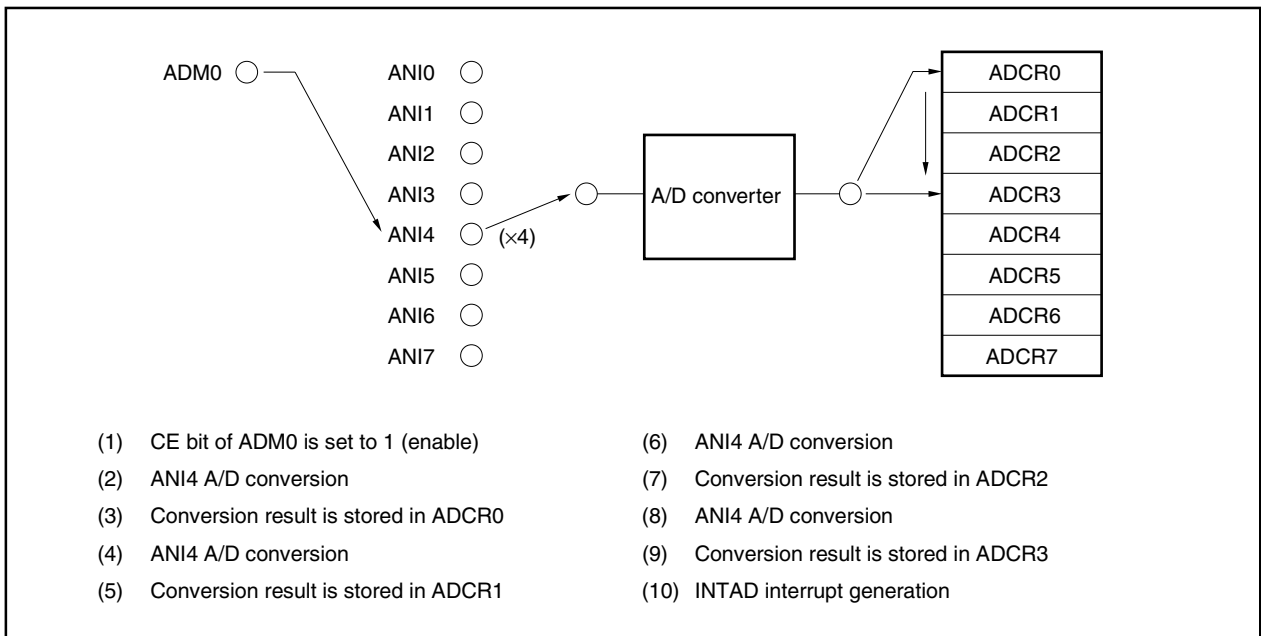 ADM0
ANI0
ANI1
ANI2
ANI3
ANI4
ANI5
ANI6
ANI7
(×4)
A/D converter
ADCR0
ADCR1
ADCR2
ADCR3
ADCR4
ADCR5
ADCR6
ADCR7
(1) CE bit of ADM0 is set to 1 (enable)
(2) ANI4 A/D conversion
(3) Conversion result is stored in ADCR0
(4) ANI4 A/D conversion
(5) Conversion result is stored in ADCR1
(6) ANI4 A/D conversion
(7) Conversion result is stored in ADCR2
(8) ANI4 A/D conversion
(9) Conversion result is stored in ADCR3
(10) INTAD interrupt generation